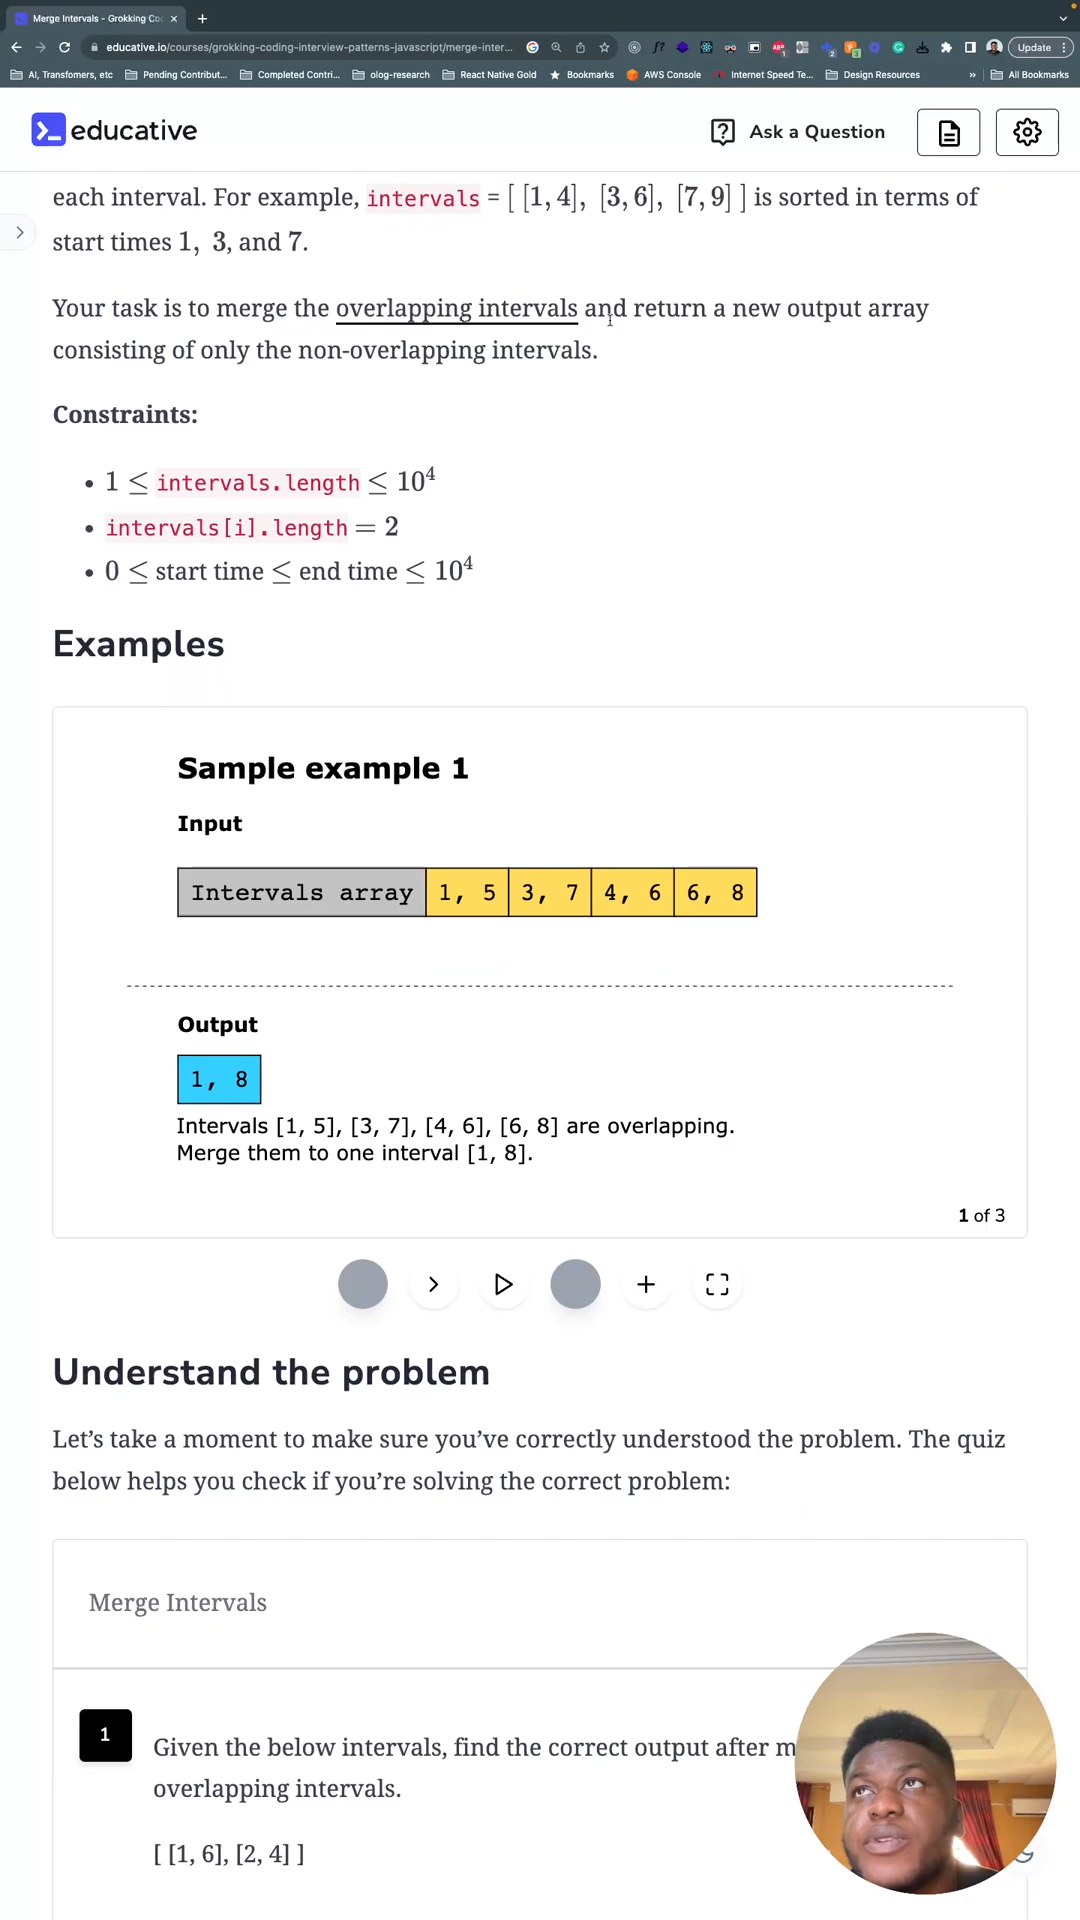 Merge Intervals - Grokking Co
educative.io/courses/grokking-coding-interview-patterns-javascript/merge-inter...
Update
AI, Transfomers, etc
Pending Contribut...
Completed Contri...
olog-research
React Native Gold
Bookmarks
AWS Console
Internet Speed Te...
Design Resources
»
All Bookmarks
educative
Ask a Question
each interval. For example, intervals = [ [1, 4], [3, 6], [7, 9] ] is sorted in terms of
start times 1, 3, and 7.
Your task is to merge the overlapping intervals and return a new output array
consisting of only the non-overlapping intervals.
Constraints:
• 1 ≤ intervals.length ≤ 10⁴
• intervals[i].length = 2
• 0 ≤ start time ≤ end time ≤ 10⁴
Examples
Sample example 1
Input
Intervals array 1, 5 3, 7 4, 6 6, 8
Output
1, 8
Intervals [1, 5], [3, 7], [4, 6], [6, 8] are overlapping.
Merge them to one interval [1, 8].
1 of 3
Understand the problem
Let’s take a moment to make sure you’ve correctly understood the problem. The quiz
below helps you check if you’re solving the correct problem:
Merge Intervals
1
Given the below intervals, find the correct output after m
overlapping intervals.
[ [1, 6], [2, 4] ]